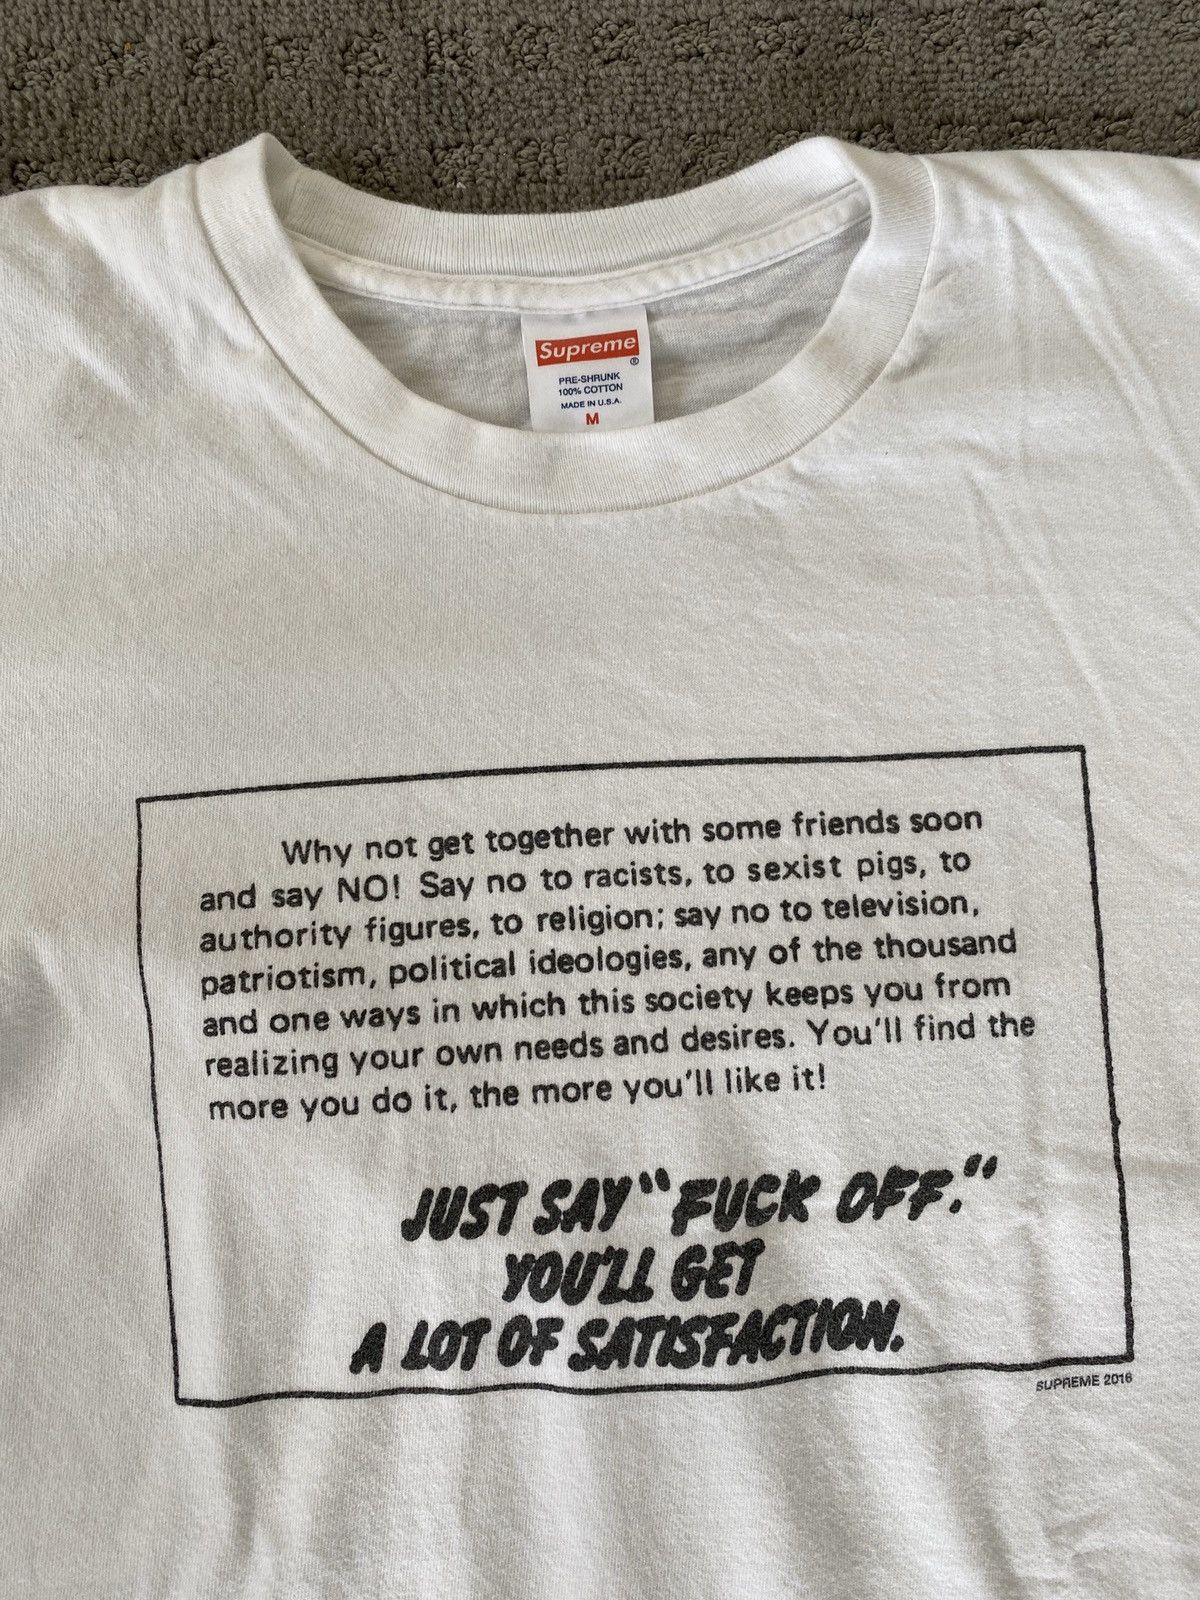 Supreme
®
PRE-SHRUNK
100% COTTON
MADE IN U.S.A.
M
Why not get together with some friends soon
and say NO! Say no to racists, to sexist pigs, to
authority figures, to religion; say no to television,
patriotism, political ideologies, any of the thousand
and one ways in which this society keeps you from
realizing your own needs and desires. You'll find the
more you do it, the more you'll like it!
JUST SAY "FUCK OFF."
YOU'LL GET
A LOT OF SATISFACTION.
SUPREME 2016